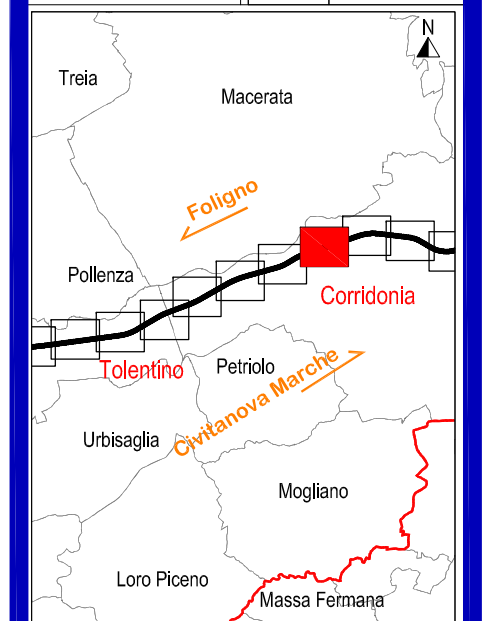 N
Treia
Macerata
Foligno
Pollenza
Corridonia
Tolentino
Petriolo
Civitanova Marche
Urbisaglia
Mogliano
Loro Piceno
Massa Fermana